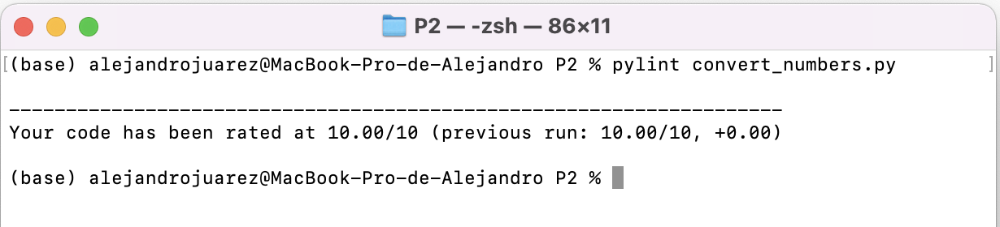 P2 — -zsh — 86×11
(base) alejandrojuarez@MacBook-Pro-de-Alejandro P2 % pylint convert_numbers.py
--------------------------------------------------------------------
Your code has been rated at 10.00/10 (previous run: 10.00/10, +0.00)
(base) alejandrojuarez@MacBook-Pro-de-Alejandro P2 %